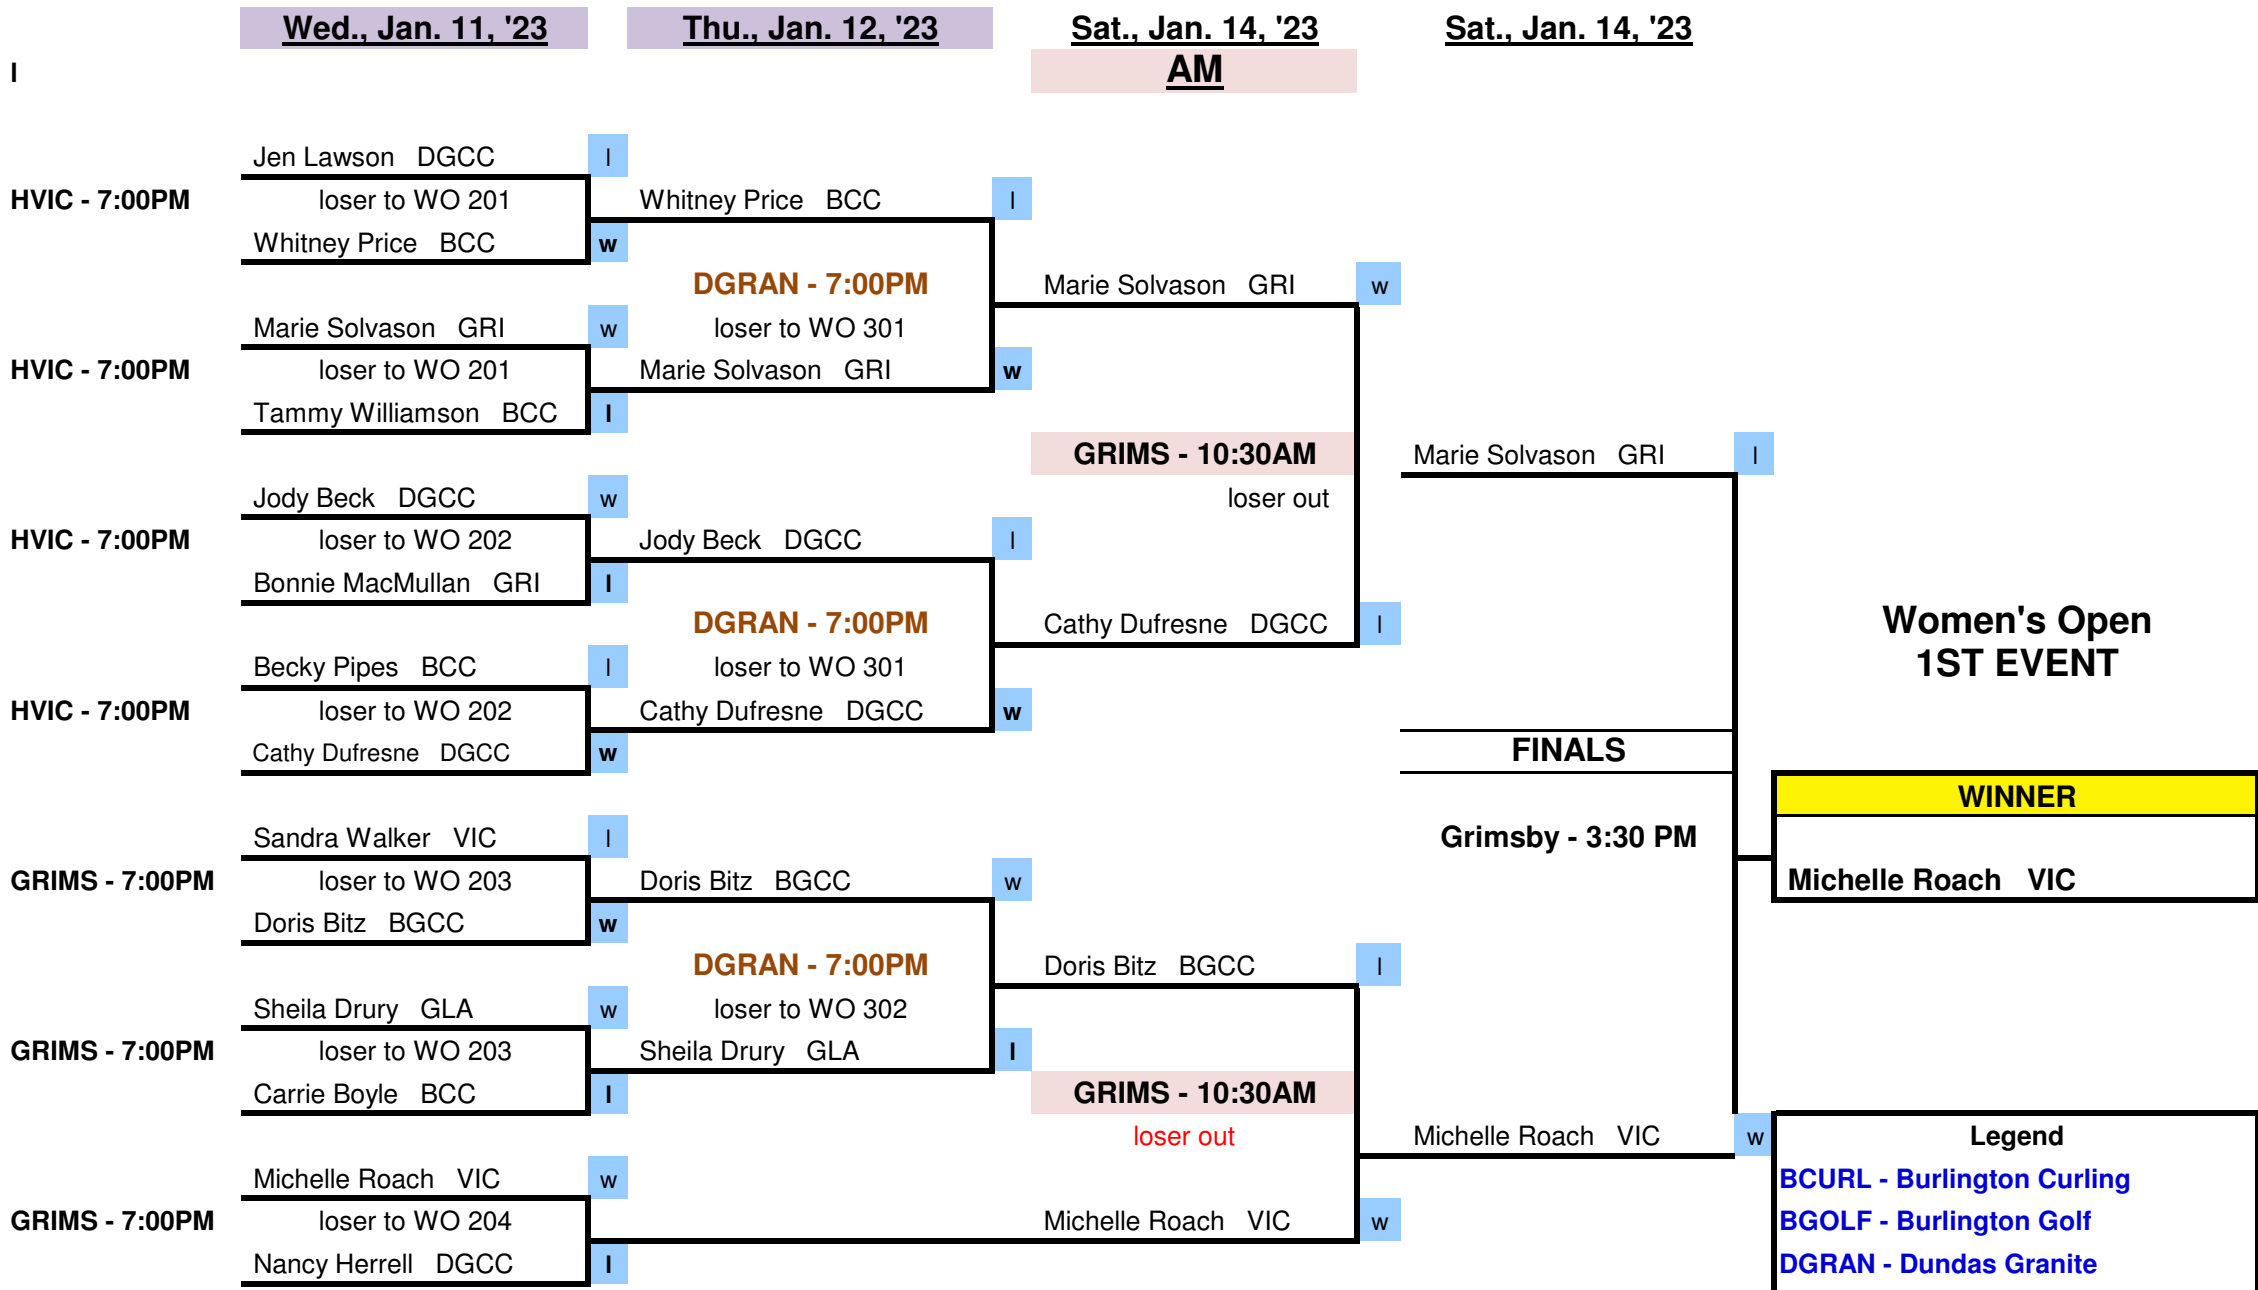 Wed., Jan. 11, '23 Thu., Jan. 12, '23 Sat., Jan. 14, '23 Sat., Jan. 14, '23
l AM
Jen Lawson DGCC l
HVIC - 7:00PM loser to WO 201 Whitney Price BCC l
Whitney Price BCC w
DGRAN - 7:00PM Marie Solvason GRI w
Marie Solvason GRI w loser to WO 301
HVIC - 7:00PM loser to WO 201 Marie Solvason GRI w
Tammy Williamson BCC l
GRIMS - 10:30AM Marie Solvason GRI l
Jody Beck DGCC w loser out
HVIC - 7:00PM loser to WO 202 Jody Beck DGCC l
Bonnie MacMullan GRI l
DGRAN - 7:00PM Cathy Dufresne DGCC l Women's Open
Becky Pipes BCC l loser to WO 301 1ST EVENT
HVIC - 7:00PM loser to WO 202 Cathy Dufresne DGCC w
Cathy Dufresne DGCC w FINALS
WINNER
Sandra Walker VIC l Grimsby - 3:30 PM
GRIMS - 7:00PM loser to WO 203 Doris Bitz BGCC w Michelle Roach VIC
Doris Bitz BGCC w
DGRAN - 7:00PM Doris Bitz BGCC l
Sheila Drury GLA w loser to WO 302
GRIMS - 7:00PM loser to WO 203 Sheila Drury GLA l
Carrie Boyle BCC l GRIMS - 10:30AM
loser out Michelle Roach VIC w Legend
Michelle Roach VIC w BCURL - Burlington Curling
GRIMS - 7:00PM loser to WO 204 Michelle Roach VIC w BGOLF - Burlington Golf
Nancy Herrell DGCC l DGRAN - Dundas Granite